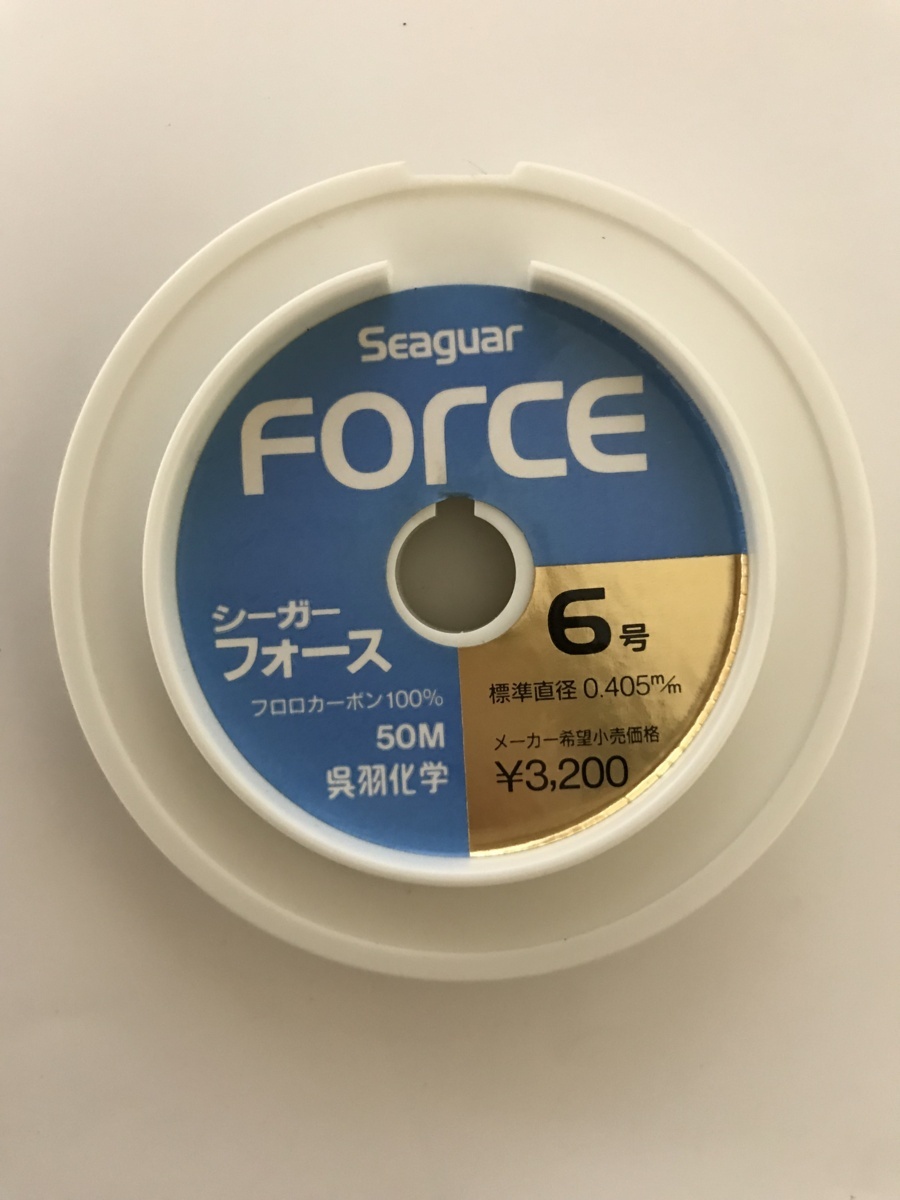 Seaguar
FORCE
シーガー
フォース
フロロカーボン100%
50M
呉羽化学
6号
標準直径 0.405m/m
メーカー希望小売価格
¥3,200